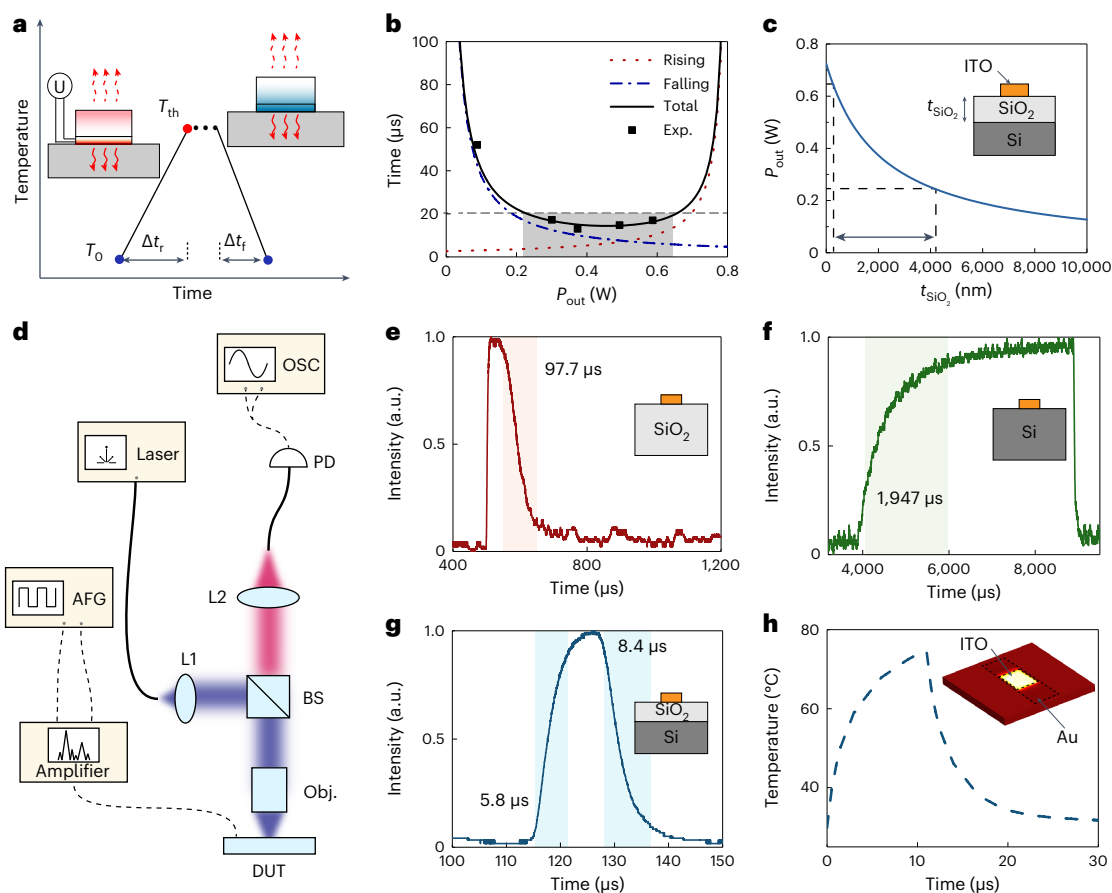 a
U
Temperature
T_th
T_0
Δt_r
Δt_f
Time
b
Time (μs)
100
80
60
40
20
0
Rising
Falling
Total
Exp.
0
0.2
0.4
0.6
0.8
P_out (W)
c
P_out (W)
0.8
0.6
0.4
0.2
0
ITO
t_SiO₂
SiO₂
Si
0
2,000
4,000
6,000
8,000
10,000
t_SiO₂ (nm)
d
OSC
Laser
PD
L2
AFG
L1
BS
Amplifier
Obj.
DUT
e
Intensity (a.u.)
1.0
0.5
0
97.7 μs
SiO₂
400
800
1,200
Time (μs)
f
Intensity (a.u.)
1.0
0.5
0
1,947 μs
Si
4,000
6,000
8,000
Time (μs)
g
Intensity (a.u.)
1.0
0.5
0
8.4 μs
5.8 μs
SiO₂
Si
100
110
120
130
140
150
Time (μs)
h
Temperature (°C)
80
60
40
ITO
Au
0
10
20
30
Time (μs)